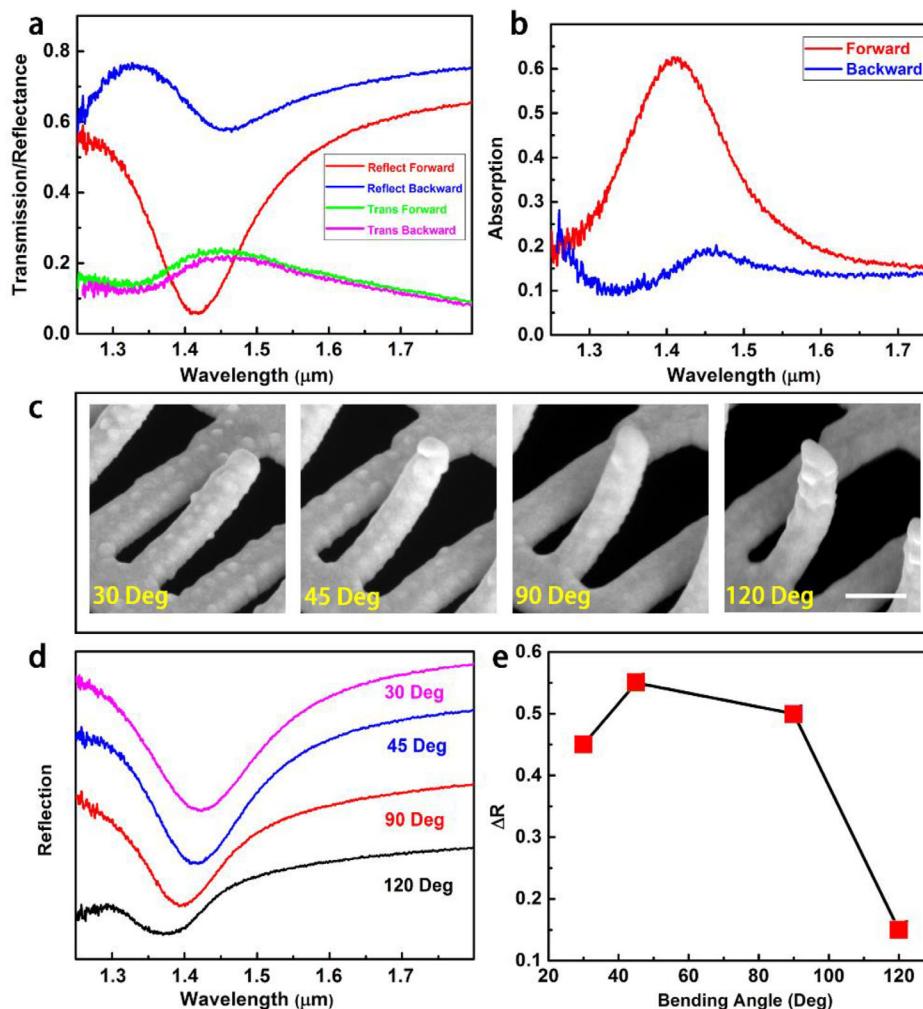 a
Transmission/Reflectance
0.8
0.6
0.4
0.2
0.0
Reflect Forward
Reflect Backward
Trans Forward
Trans Backward
1.3 1.4 1.5 1.6 1.7
Wavelength (μm)
b
Absorption
0.6
0.5
0.4
0.3
0.2
0.1
0.0
Forward
Backward
1.3 1.4 1.5 1.6 1.7
Wavelength (μm)
c
30 Deg
45 Deg
90 Deg
120 Deg
d
Reflection
30 Deg
45 Deg
90 Deg
120 Deg
1.3 1.4 1.5 1.6 1.7
Wavelength (μm)
e
ΔR
0.6
0.5
0.4
0.3
0.2
0.1
20 40 60 80 100 120
Bending Angle (Deg)